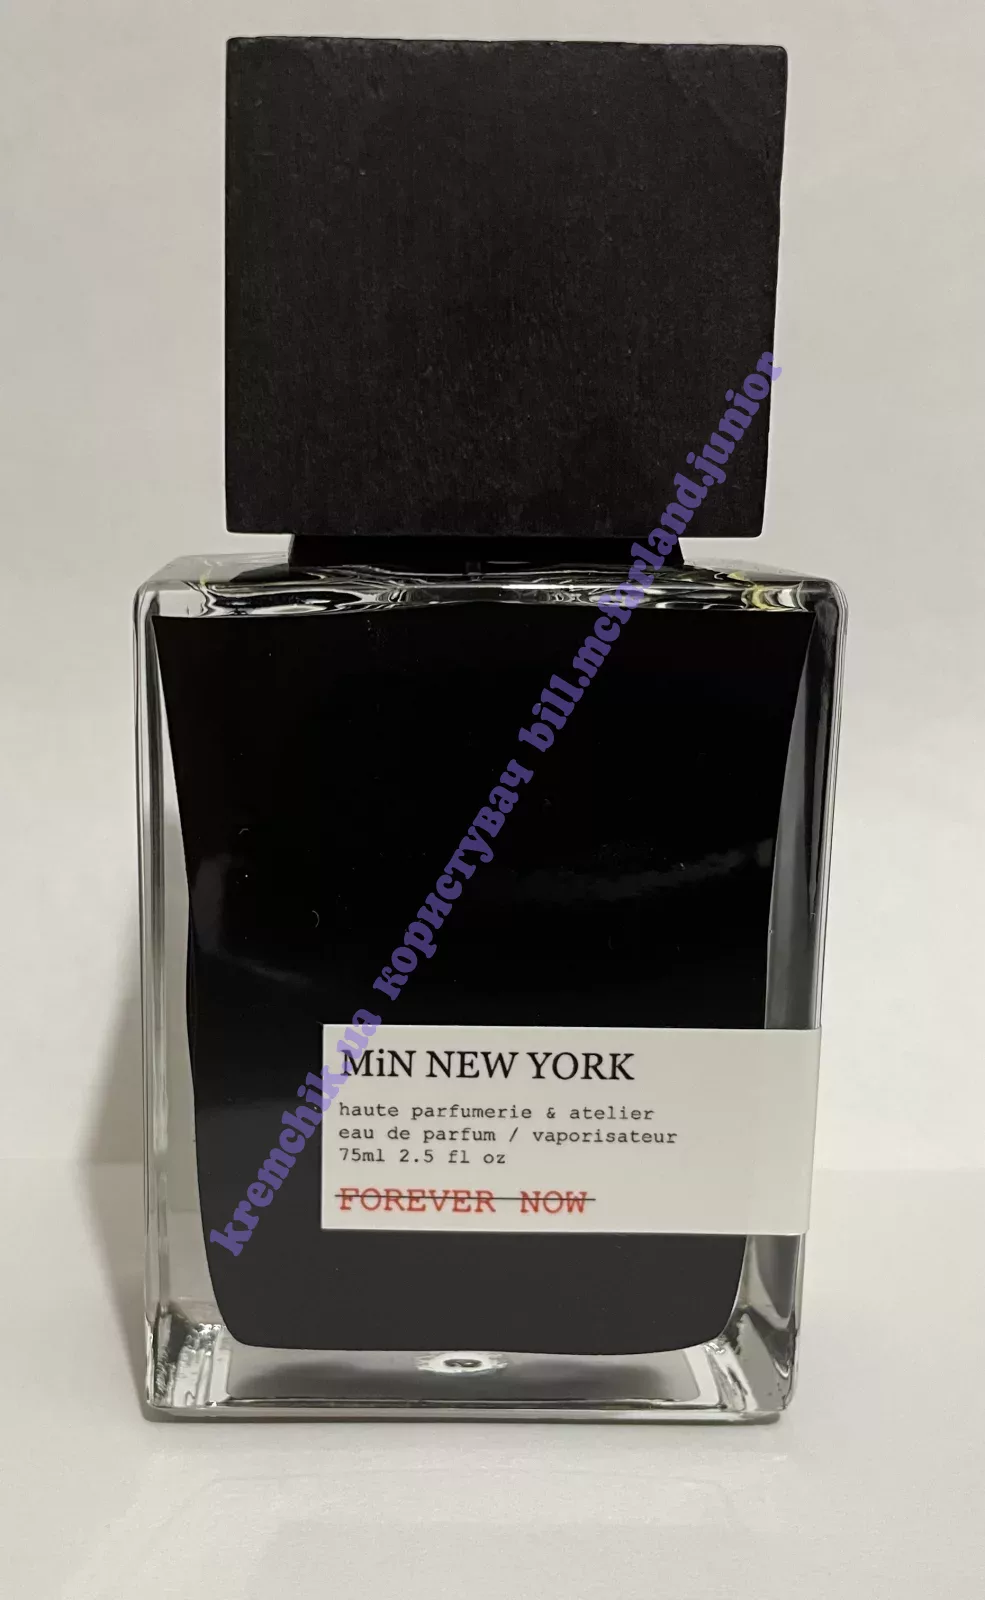 kremchik.ua користувач bill.mcfarland.junior
MiN NEW YORK
haute parfumerie & atelier
eau de parfum / vaporisateur
75ml 2.5 fl oz
FOREVER NOW